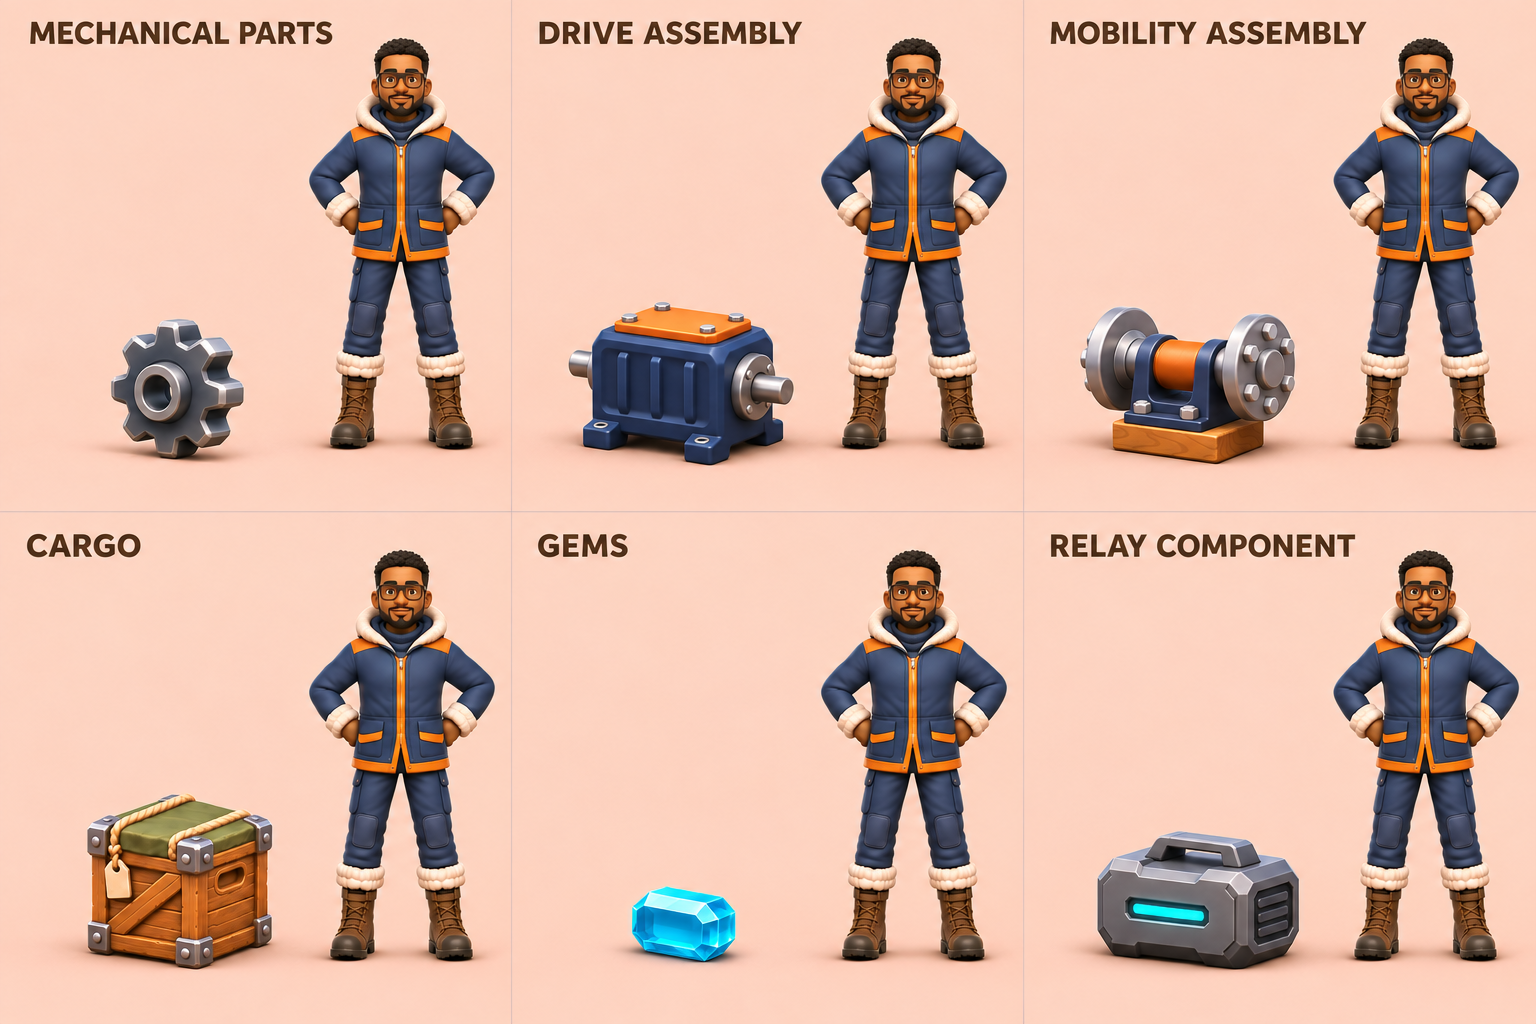 MECHANICAL PARTS
DRIVE ASSEMBLY
MOBILITY ASSEMBLY
CARGO
GEMS
RELAY COMPONENT